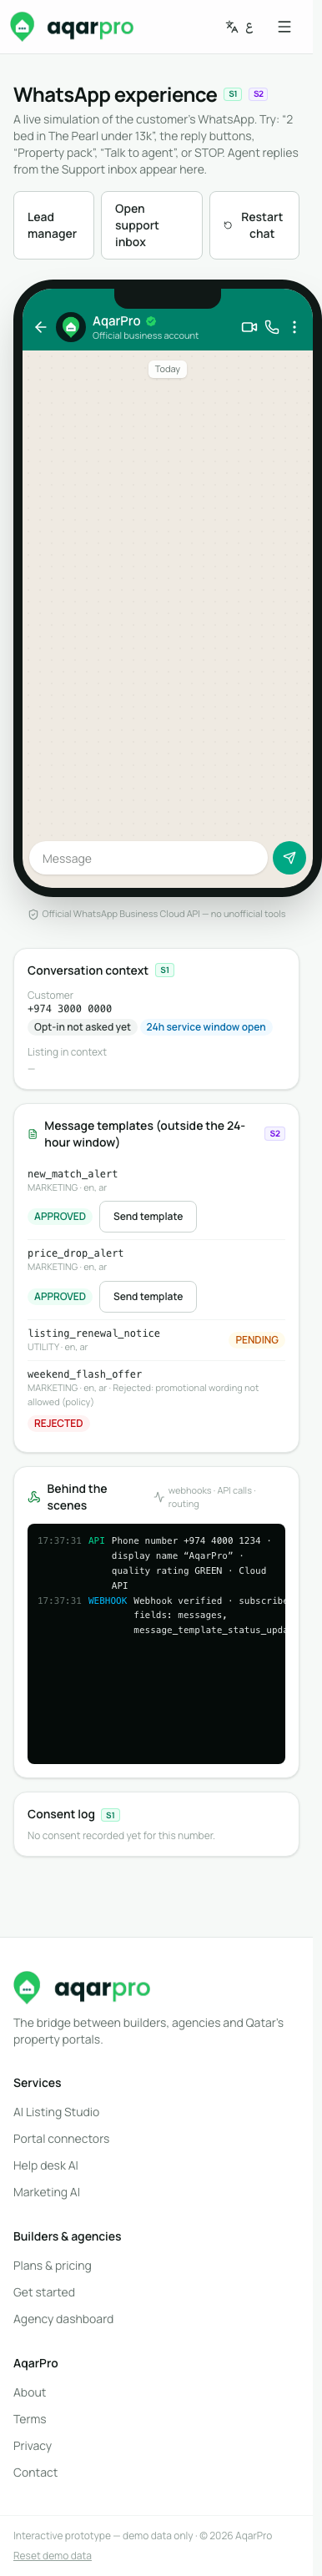 aqarpro
ع
WhatsApp experience S1 S2
A live simulation of the customer's WhatsApp. Try: “2
bed in The Pearl under 13k”, the reply buttons,
“Property pack”, “Talk to agent”, or STOP. Agent replies
from the Support inbox appear here.
Lead
manager
Open
support
inbox
Restart
chat
AqarPro
Official business account
Today
Message
Official WhatsApp Business Cloud API — no unofficial tools
Conversation context S1
Customer
+974 3000 0000
Opt-in not asked yet 24h service window open
Listing in context
—
Message templates (outside the 24-
hour window)
S2
new_match_alert
MARKETING · en, ar
APPROVED Send template
price_drop_alert
MARKETING · en, ar
APPROVED Send template
listing_renewal_notice
UTILITY · en, ar
PENDING
weekend_flash_offer
MARKETING · en, ar · Rejected: promotional wording not
allowed (policy)
REJECTED
Behind the
scenes
webhooks · API calls ·
routing
17:37:31 API Phone number +974 4000 1234 ·
display name “AqarPro” ·
quality rating GREEN · Cloud
API
17:37:31 WEBHOOK Webhook verified · subscribe
fields: messages,
message_template_status_upda
Consent log S1
No consent recorded yet for this number.
aqarpro
The bridge between builders, agencies and Qatar's
property portals.
Services
AI Listing Studio
Portal connectors
Help desk AI
Marketing AI
Builders & agencies
Plans & pricing
Get started
Agency dashboard
AqarPro
About
Terms
Privacy
Contact
Interactive prototype — demo data only · © 2026 AqarPro
Reset demo data